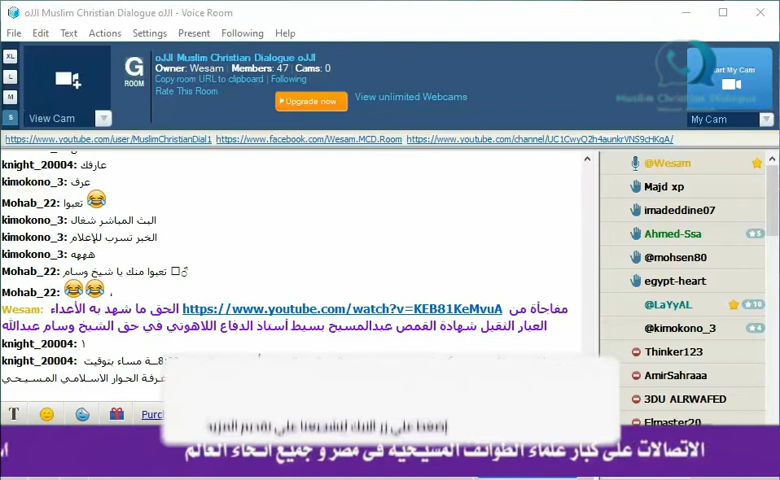 oJJI Muslim Christian Dialogue oJJI - Voice Room
File Edit Text Actions Settings Present Following Help
XL
L
M
S
View Cam
G
ROOM
oJJI Muslim Christian Dialogue oJJI
Owner: Wesam | Members: 47 | Cams: 0
Copy room URL to clipboard | Following
Rate This Room
Upgrade now
View unlimited Webcams
Start My Cam
Muslim Christian Dialogue
My Cam
https://www.youtube.com/user/MuslimChristianDial1 https://www.facebook.com/Wesam.MCD.Room https://www.youtube.com/channel/UC1CwyQ2h4aunkrVNS9cHKqA/
knight_20004: عارفك
kimokono_3: عرف
Mohab_22: تعبوا
kimokono_3: البث المباشر شغال
kimokono_3: الخبر تسرب للإعلام
kimokono_3: هههه
Mohab_22: تعبوا منك يا شيخ وسام
Mohab_22: ،
Wesam: مفاجأة من https://www.youtube.com/watch?v=KEB81KeMvuA الحق ما شهد به الأعداء
العيار الثقيل شهادة القمص عبدالمسيح بسيط أستاذ الدفاع اللاهوتي في حق الشيخ وسام عبدالله
kimokono_3: ١
knight_20004: مساء بتوقيت
غرفة الحوار الاسلامي المسيحي
@Wesam
Majd xp
imadeddine07
Ahmed-Ssa 5
@mohsen80
egypt-heart
@LaYyAL 10
@kimokono_3 4
Thinker123
AmirSahraaa
3DU ALRWAFED
Elmaster20
T
Purc
إضغط على زر اللايك لتشجيعنا على تقديم المزيد
الاتصالات على كبار علماء الطوائف المسيحية فى مصر و جميع انحاء العالم